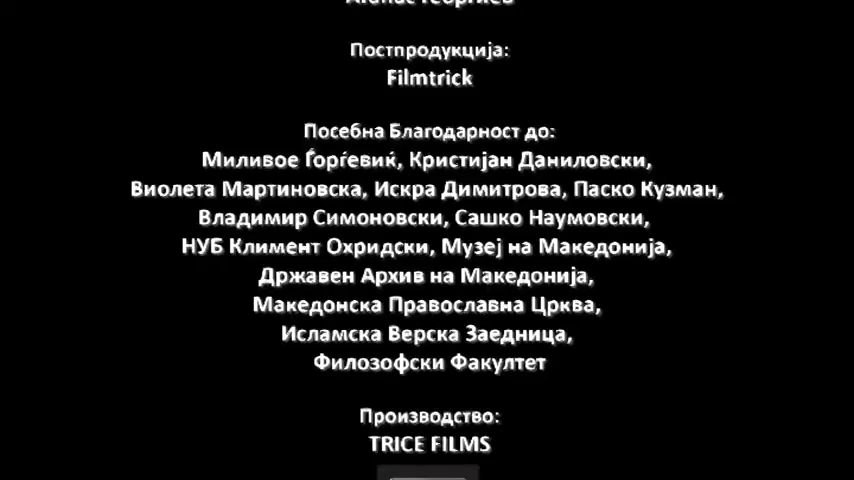 Постпродукција:
Filmtrick
Посебна Благодарност до:
Миливое Ѓорѓевиќ, Кристијан Даниловски,
Виолета Мартиновска, Искра Димитрова, Паско Кузман,
Владимир Симоновски, Сашко Наумовски,
НУБ Климент Охридски, Музеј на Македонија,
Државен Архив на Македонија,
Македонска Православна Црква,
Исламска Верска Заедница,
Филозофски Факултет
Производство:
TRICE FILMS